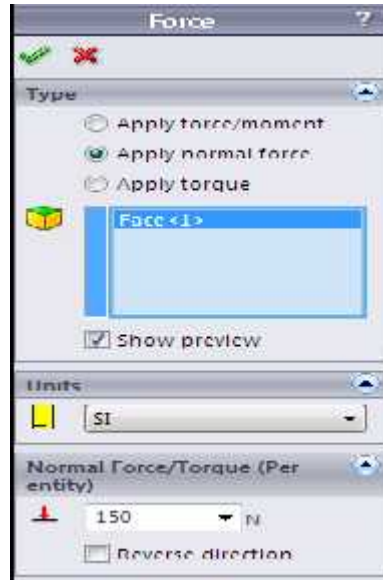 Force ?
Type
Apply force/moment
Apply normal force
Apply torque
Face <1>
Show preview
Units
SI
Normal Force/Torque (Per
entity)
150 N
Reverse direction